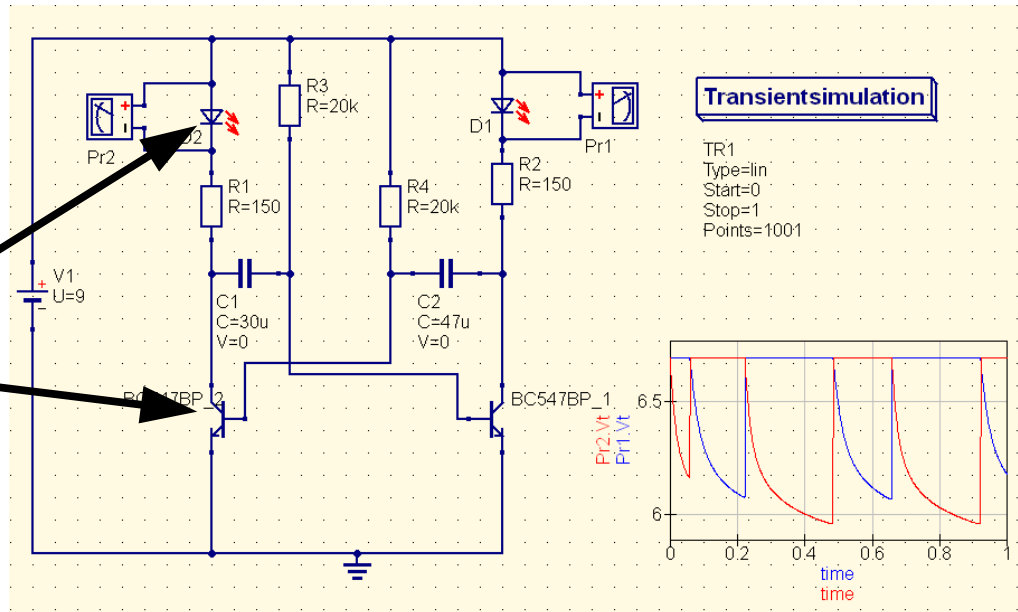 R3
R=20k
D2
Pr2
D1
Pr1
R1
R=150
R4
R=20k
R2
R=150
V1
U=9
C1
C=30u
V=0
C2
C=47u
V=0
BC547BP_2
BC547BP_1
Transientsimulation
TR1
Type=lin
Start=0
Stop=1
Points=1001
Pr2.Vt
Pr1.Vt
6.5
6
0 0.2 0.4 0.6 0.8 1
time
time